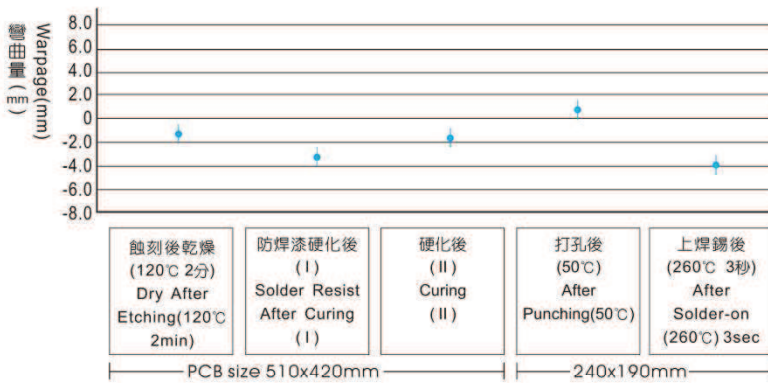 彎曲量(mm)
Warpage(mm)
8.0
6.0
4.0
2.0
0
-2.0
-4.0
-6.0
-8.0
蝕刻後乾燥
(120℃ 2分)
Dry After
Etching(120℃
2min)
防焊漆硬化後
(I)
Solder Resist
After Curing
(I)
硬化後
(II)
Curing
(II)
打孔後
(50℃)
After
Punching(50℃)
上焊錫後
(260℃ 3秒)
After
Solder-on
(260℃) 3sec
PCB size 510x420mm
240x190mm